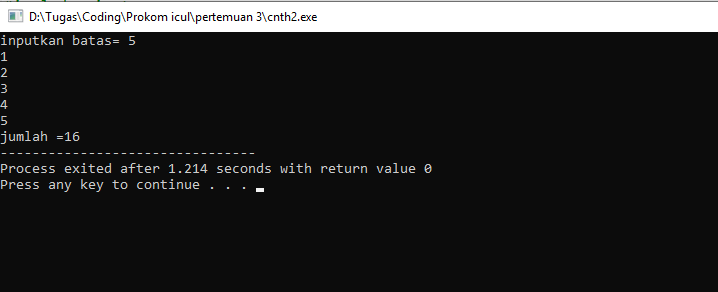 D:\Tugas\Coding\Prokom icul\pertemuan 3\cnth2.exe
inputkan batas= 5
1
2
3
4
5
jumlah =16
--------------------------------
Process exited after 1.214 seconds with return value 0
Press any key to continue . . .